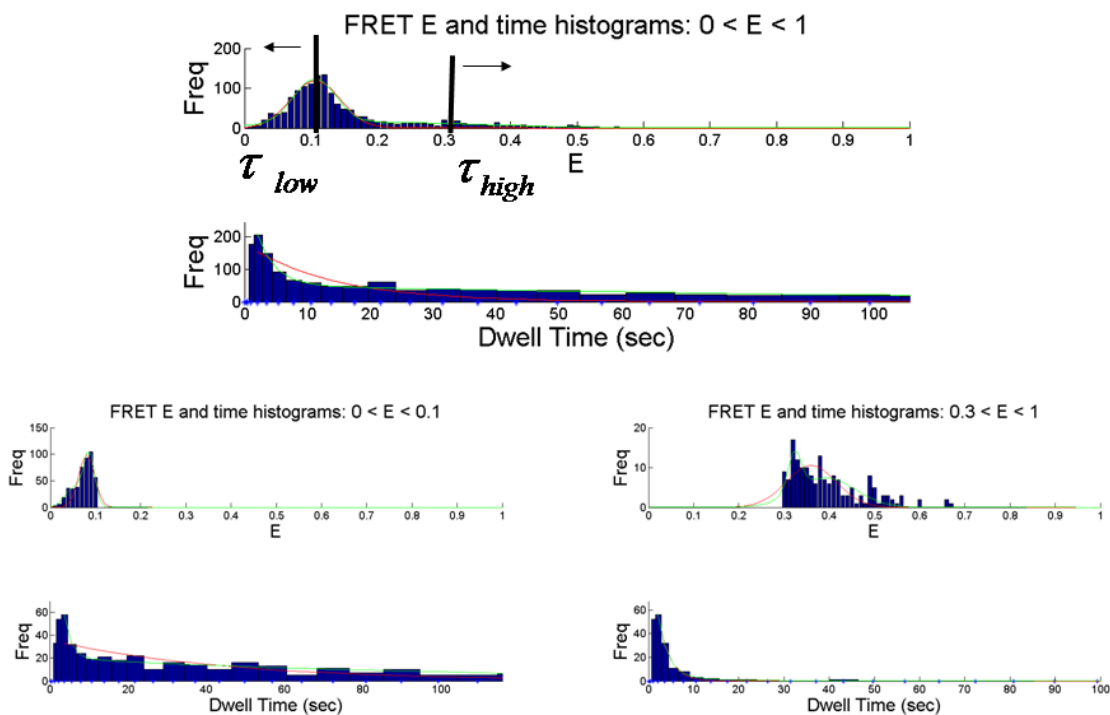 FRET E and time histograms: 0 < E < 1
Freq
200
100
0
0 0.1 0.2 0.3 0.4 0.5 0.6 0.7 0.8 0.9 1
E
τ low
τ high
Freq
200
100
0
0 10 20 30 40 50 60 70 80 90 100
Dwell Time (sec)
FRET E and time histograms: 0 < E < 0.1
Freq
150
100
50
0
0 0.1 0.2 0.3 0.4 0.5 0.6 0.7 0.8 0.9 1
E
FRET E and time histograms: 0.3 < E < 1
Freq
20
10
0
0 0.1 0.2 0.3 0.4 0.5 0.6 0.7 0.8 0.9 1
E
Freq
60
40
20
0
0 20 40 60 80 100
Dwell Time (sec)
Freq
60
40
20
0
0 10 20 30 40 50 60 70 80 90 100
Dwell Time (sec)